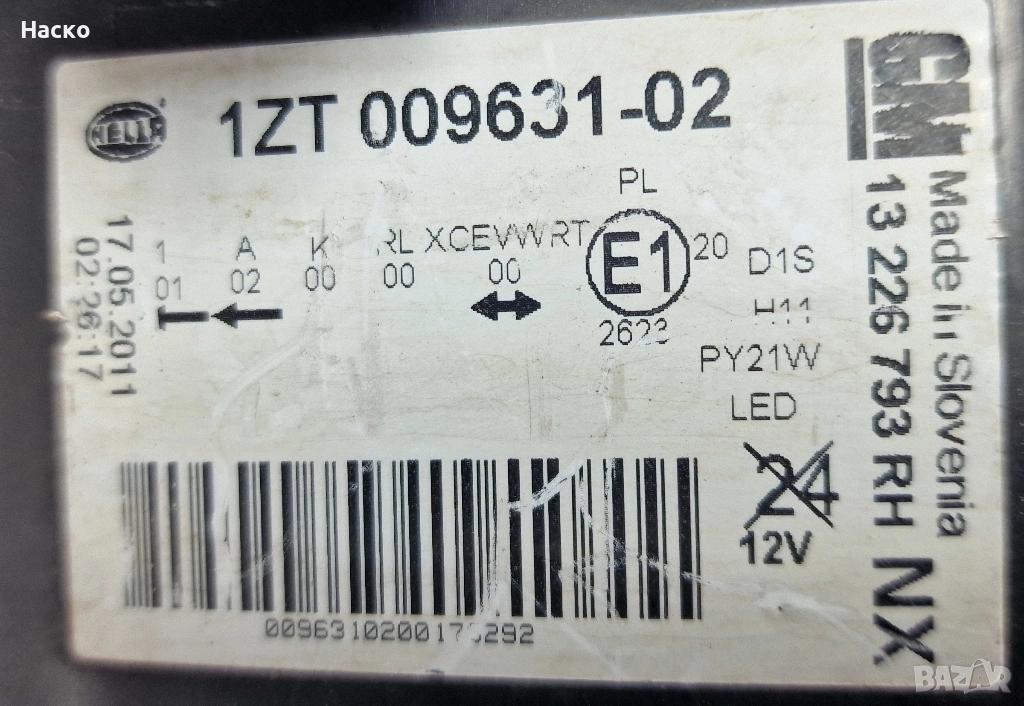 Наско
HELLA
1ZT 009631-02
GM
Made in Slovenia
13 226 793 RH NX
17.05.2011
02:26:17
PL
1 A K RL XCEVWRT
01 02 00 00 00
E1
20
2623
D1S
H11
PY21W
LED
24
12V
BAZAR